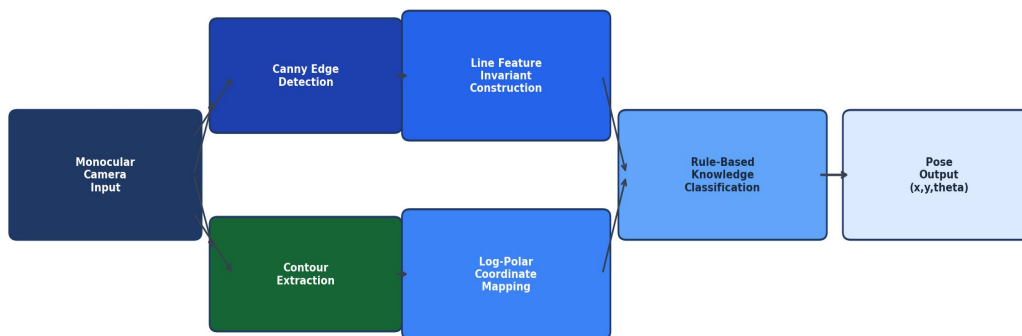 Monocular
Camera
Input
Canny Edge
Detection
Line Feature
Invariant
Construction
Contour
Extraction
Log-Polar
Coordinate
Mapping
Rule-Based
Knowledge
Classification
Pose
Output
(x,y,theta)